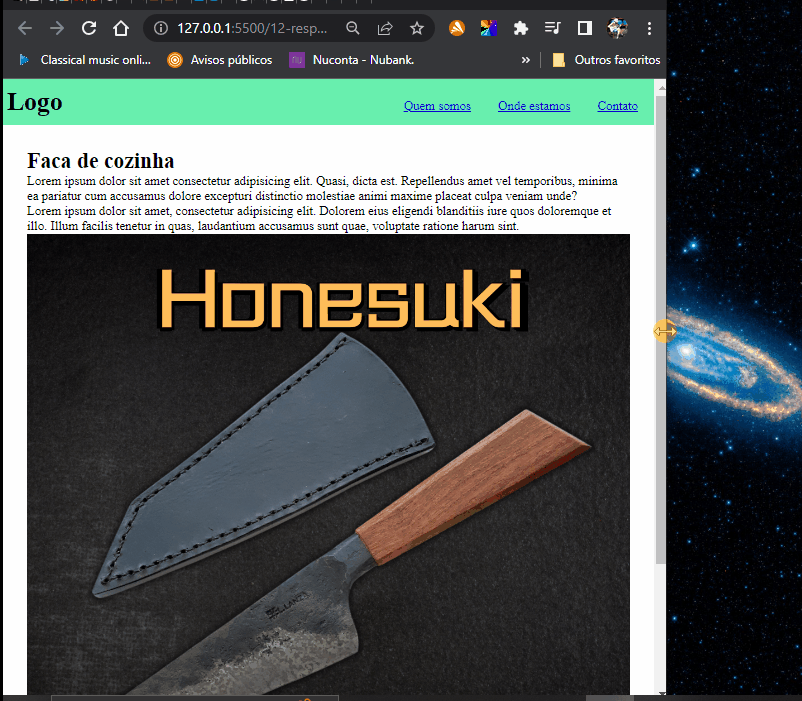 127.0.0.1:5500/12-resp...
Classical music onli...
Avisos públicos
nu
Nuconta - Nubank.
»
Outros favoritos
Logo
Quem somos
Onde estamos
Contato
Faca de cozinha
Lorem ipsum dolor sit amet consectetur adipisicing elit. Quasi, dicta est. Repellendus amet vel temporibus, minima
ea pariatur cum accusamus dolore excepturi distinctio molestiae animi maxime placeat culpa veniam unde?
Lorem ipsum dolor sit amet, consectetur adipisicing elit. Dolorem eius eligendi blanditiis iure quos doloremque et
illo. Illum facilis tenetur in quas, laudantium accusamus sunt quae, voluptate ratione harum sint.
Honesuki